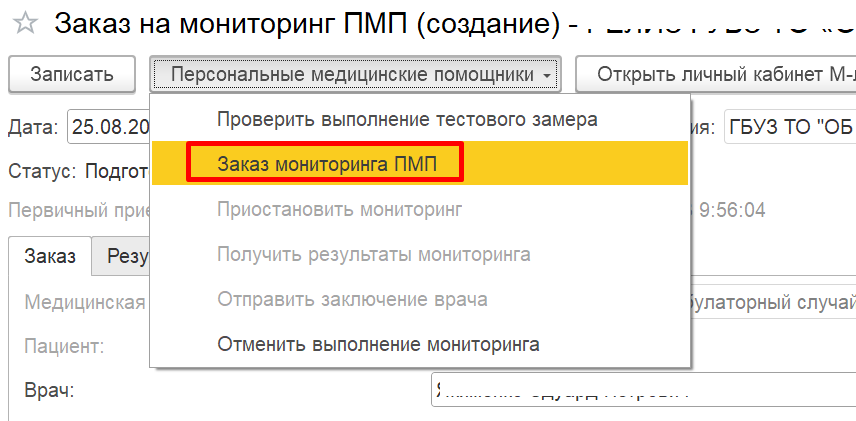 Заказ на мониторинг ПМП (создание) -
Записать Персональные медицинские помощники Открыть личный кабинет М-
Дата: 25.08.20 ия: ГБУЗ ТО "ОБ
Проверить выполнение тестового замера
Статус: Подгот
Заказ мониторинга ПМП
Первичный прие 9:56:04
Приостановить мониторинг
Заказ Резу
Получить результаты мониторинга
Медицинская булаторный случай
Отправить заключение врача
Пациент:
Отменить выполнение мониторинга
Врач: